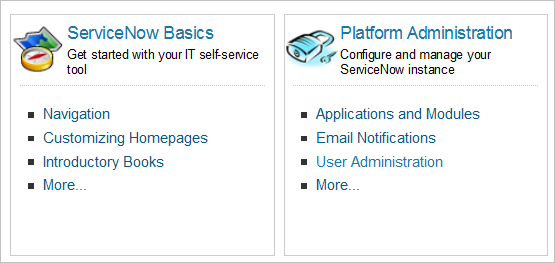 ServiceNow Basics
Get started with your IT self-service
tool
Navigation
Customizing Homepages
Introductory Books
More...
Platform Administration
Configure and manage your
ServiceNow instance
Applications and Modules
Email Notifications
User Administration
More...